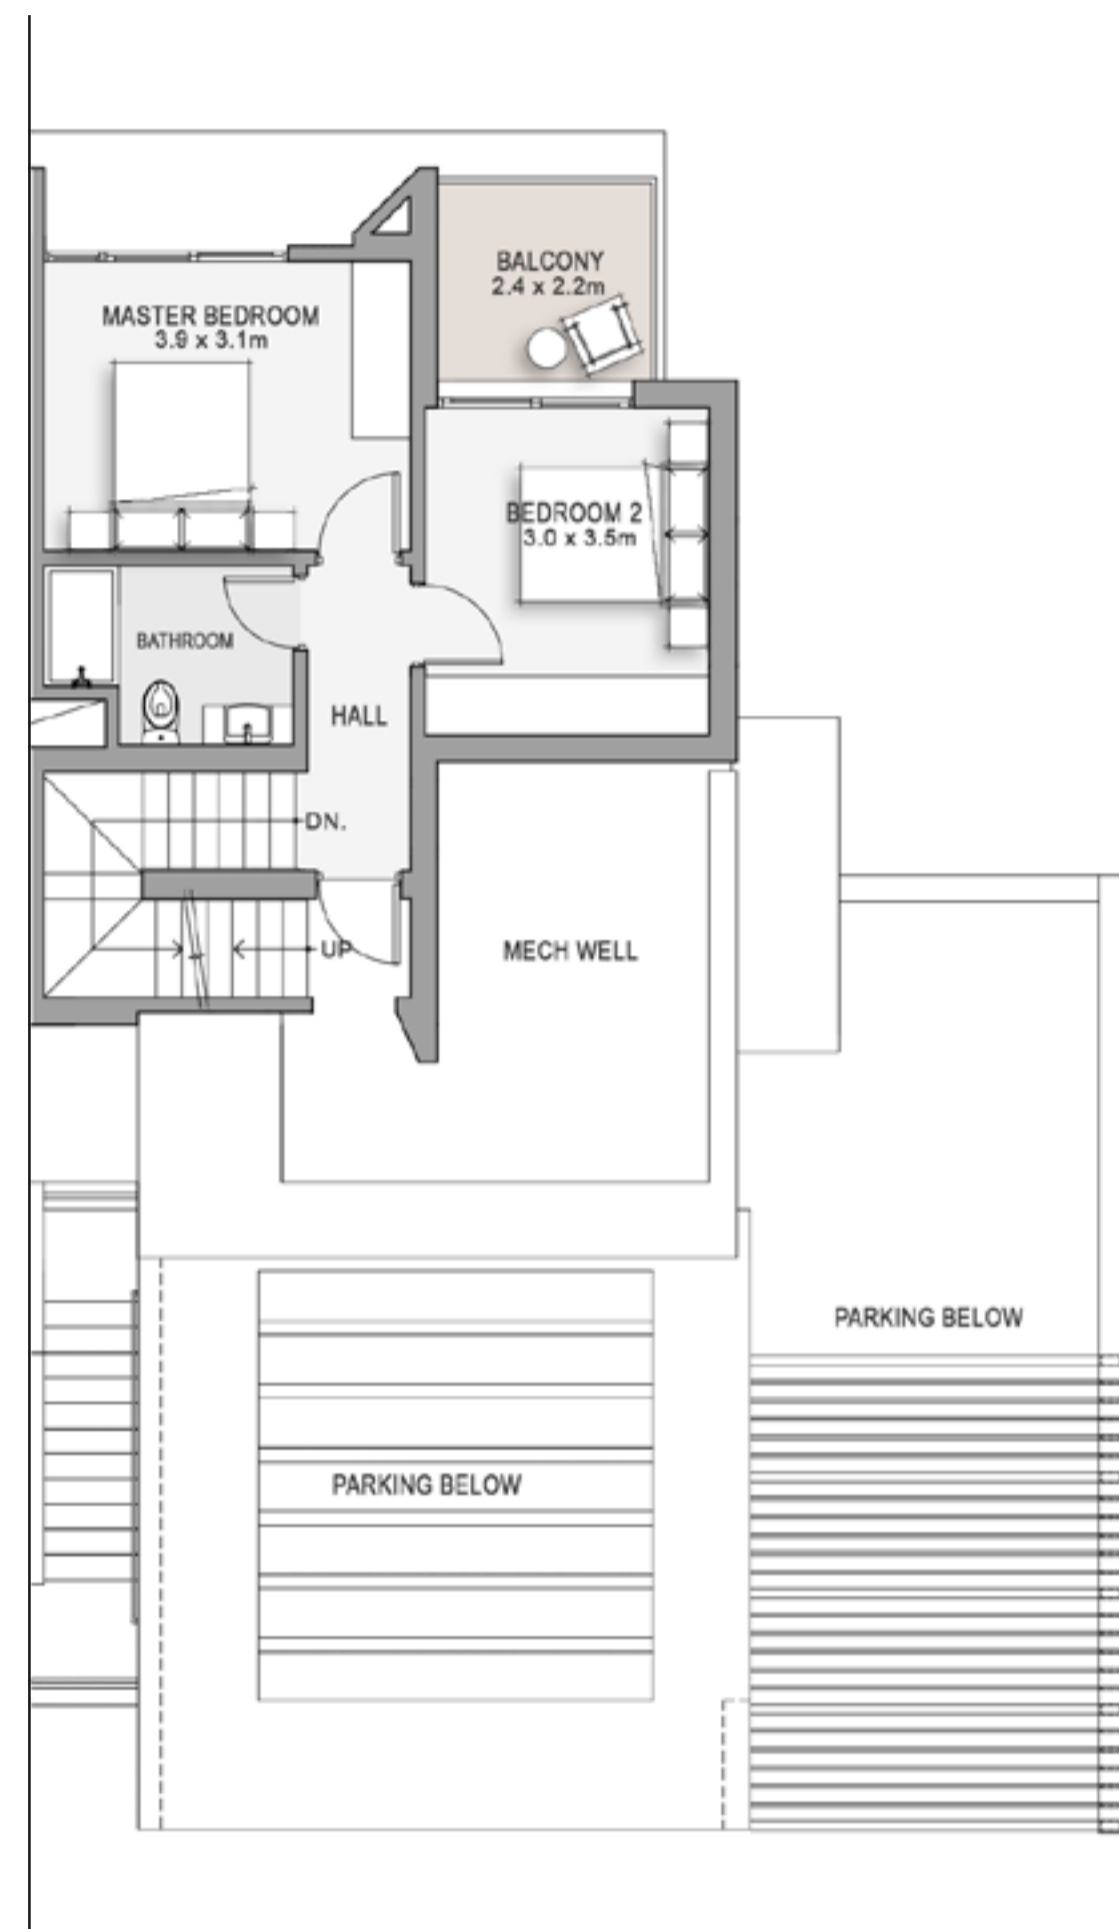 BALCONY
2.4 x 2.2m
MASTER BEDROOM
3.9 x 3.1m
BEDROOM 2
3.0 x 3.5m
BATHROOM
HALL
DN.
UP
MECH WELL
PARKING BELOW
PARKING BELOW